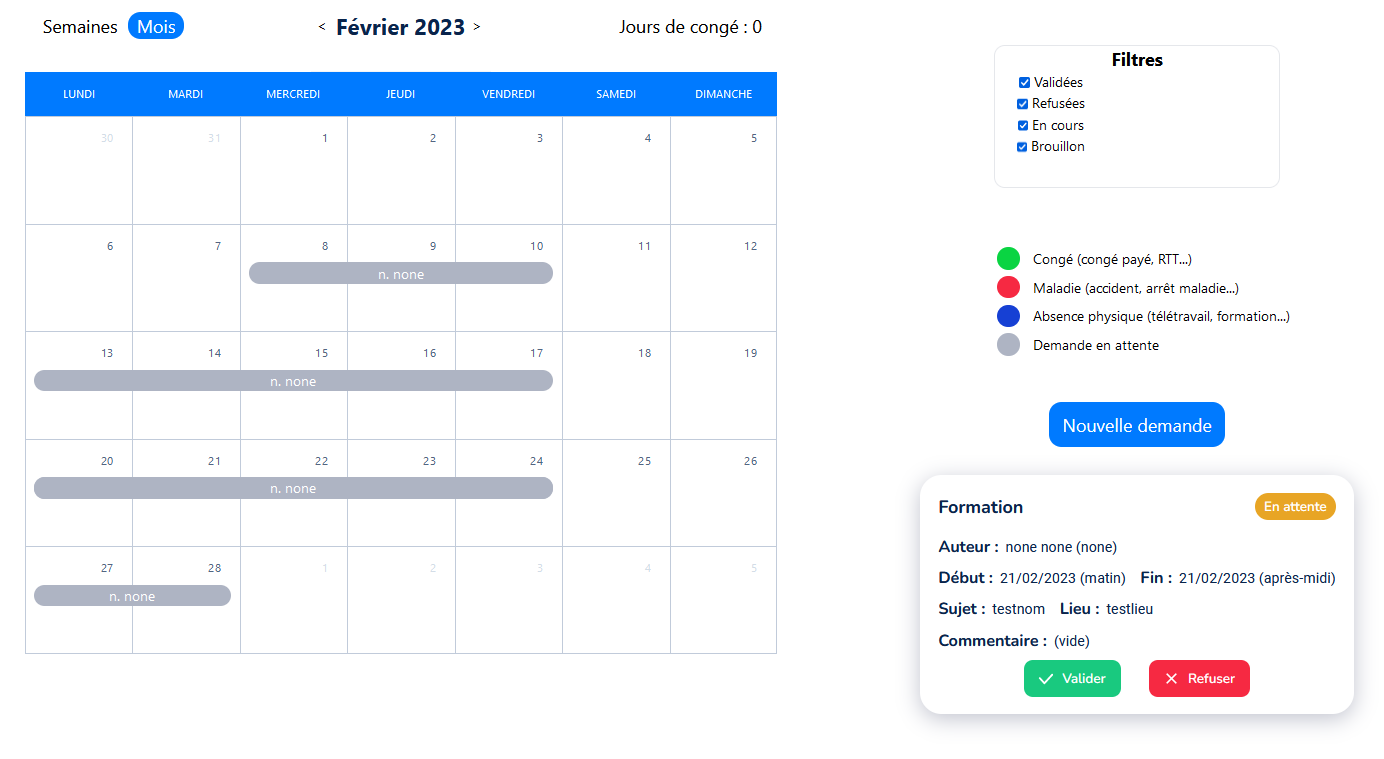 Semaines Mois < Février 2023 > Jours de congé : 0
LUNDI MARDI MERCREDI JEUDI VENDREDI SAMEDI DIMANCHE
30 31 1 2 3 4 5
6 7 8 9 10 11 12
n. none
13 14 15 16 17 18 19
n. none
20 21 22 23 24 25 26
n. none
27 28 1 2 3 4 5
n. none
Filtres
Validées
Refusées
En cours
Brouillon
Congé (congé payé, RTT...)
Maladie (accident, arrêt maladie...)
Absence physique (télétravail, formation...)
Demande en attente
Nouvelle demande
Formation En attente
Auteur : none none (none)
Début : 21/02/2023 (matin) Fin : 21/02/2023 (après-midi)
Sujet : testnom Lieu : testlieu
Commentaire : (vide)
Valider Refuser